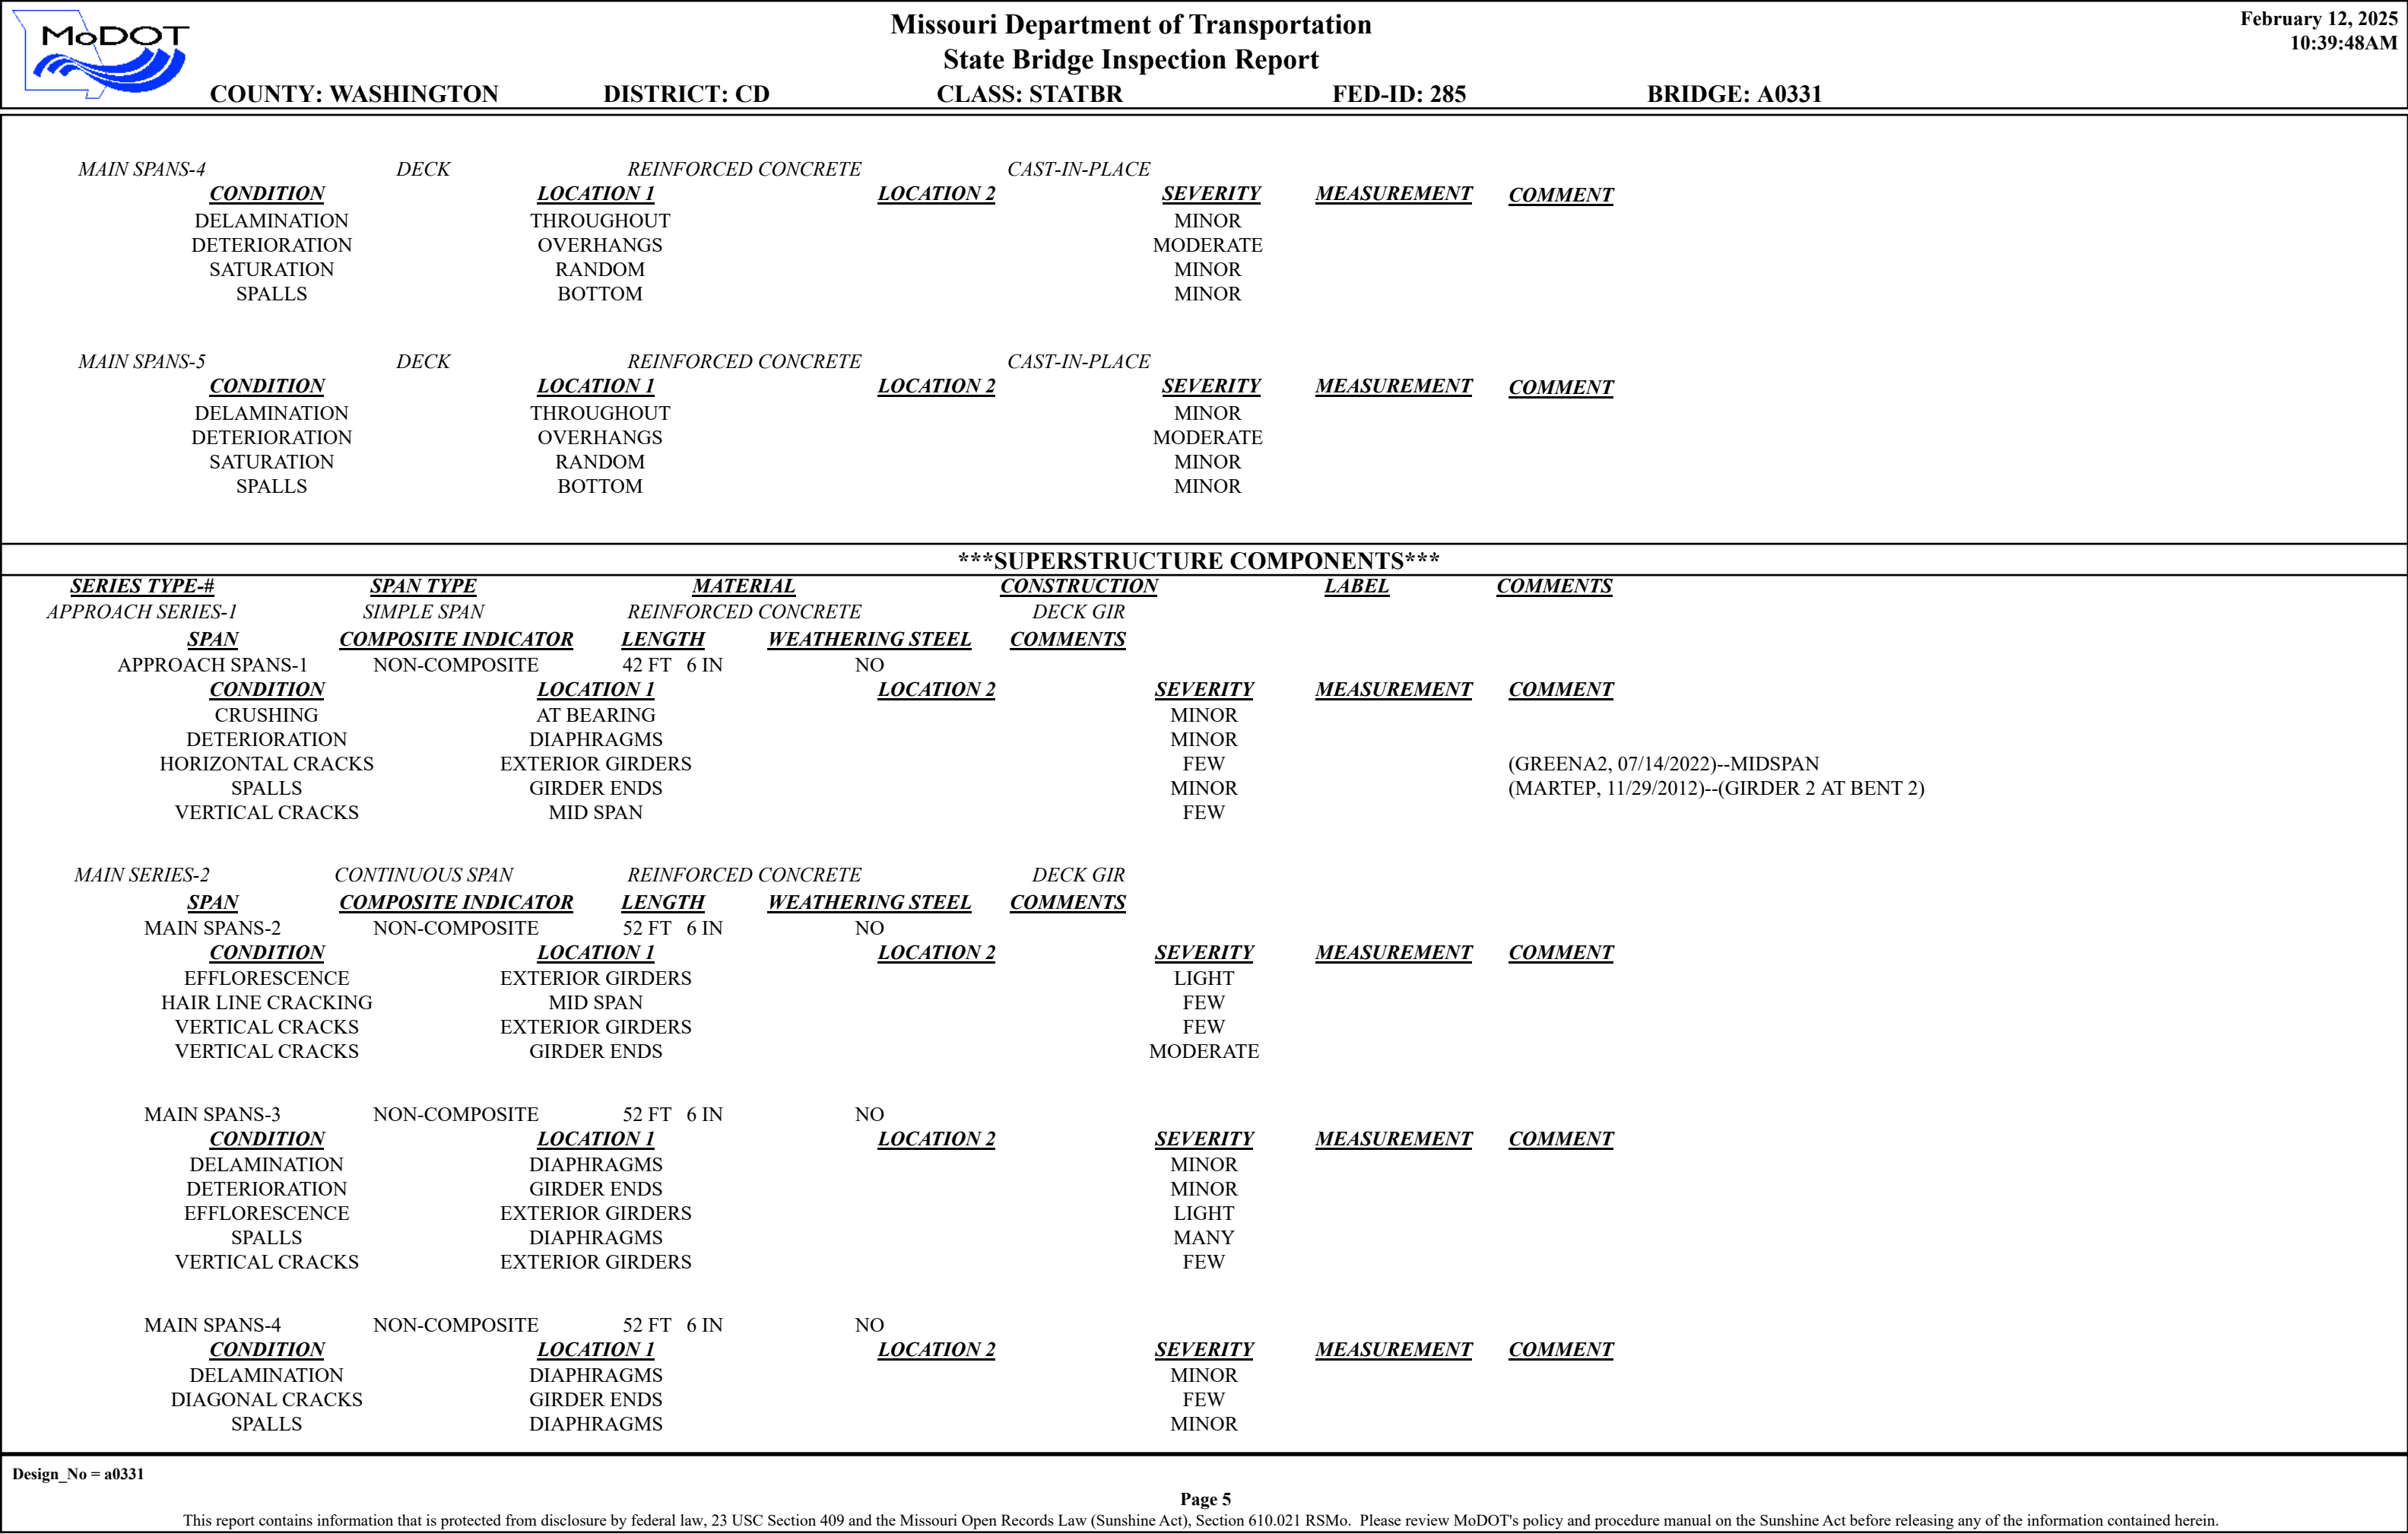 MoDOT
Missouri Department of Transportation
State Bridge Inspection Report
February 12, 2025
10:39:48AM
COUNTY: WASHINGTON DISTRICT: CD CLASS: STATBR FED-ID: 285 BRIDGE: A0331
MAIN SPANS-4 DECK REINFORCED CONCRETE CAST-IN-PLACE
CONDITION LOCATION 1 LOCATION 2 SEVERITY MEASUREMENT COMMENT
DELAMINATION THROUGHOUT MINOR
DETERIORATION OVERHANGS MODERATE
SATURATION RANDOM MINOR
SPALLS BOTTOM MINOR
MAIN SPANS-5 DECK REINFORCED CONCRETE CAST-IN-PLACE
CONDITION LOCATION 1 LOCATION 2 SEVERITY MEASUREMENT COMMENT
DELAMINATION THROUGHOUT MINOR
DETERIORATION OVERHANGS MODERATE
SATURATION RANDOM MINOR
SPALLS BOTTOM MINOR
***SUPERSTRUCTURE COMPONENTS***
SERIES TYPE-# SPAN TYPE MATERIAL CONSTRUCTION LABEL COMMENTS
APPROACH SERIES-1 SIMPLE SPAN REINFORCED CONCRETE DECK GIR
SPAN COMPOSITE INDICATOR LENGTH WEATHERING STEEL COMMENTS
APPROACH SPANS-1 NON-COMPOSITE 42 FT 6 IN NO
CONDITION LOCATION 1 LOCATION 2 SEVERITY MEASUREMENT COMMENT
CRUSHING AT BEARING MINOR
DETERIORATION DIAPHRAGMS MINOR
HORIZONTAL CRACKS EXTERIOR GIRDERS FEW (GREENA2, 07/14/2022)--MIDSPAN
SPALLS GIRDER ENDS MINOR (MARTEP, 11/29/2012)--(GIRDER 2 AT BENT 2)
VERTICAL CRACKS MID SPAN FEW
MAIN SERIES-2 CONTINUOUS SPAN REINFORCED CONCRETE DECK GIR
SPAN COMPOSITE INDICATOR LENGTH WEATHERING STEEL COMMENTS
MAIN SPANS-2 NON-COMPOSITE 52 FT 6 IN NO
CONDITION LOCATION 1 LOCATION 2 SEVERITY MEASUREMENT COMMENT
EFFLORESCENCE EXTERIOR GIRDERS LIGHT
HAIR LINE CRACKING MID SPAN FEW
VERTICAL CRACKS EXTERIOR GIRDERS FEW
VERTICAL CRACKS GIRDER ENDS MODERATE
MAIN SPANS-3 NON-COMPOSITE 52 FT 6 IN NO
CONDITION LOCATION 1 LOCATION 2 SEVERITY MEASUREMENT COMMENT
DELAMINATION DIAPHRAGMS MINOR
DETERIORATION GIRDER ENDS MINOR
EFFLORESCENCE EXTERIOR GIRDERS LIGHT
SPALLS DIAPHRAGMS MANY
VERTICAL CRACKS EXTERIOR GIRDERS FEW
MAIN SPANS-4 NON-COMPOSITE 52 FT 6 IN NO
CONDITION LOCATION 1 LOCATION 2 SEVERITY MEASUREMENT COMMENT
DELAMINATION DIAPHRAGMS MINOR
DIAGONAL CRACKS GIRDER ENDS FEW
SPALLS DIAPHRAGMS MINOR
Design_No = a0331
Page 5
This report contains information that is protected from disclosure by federal law, 23 USC Section 409 and the Missouri Open Records Law (Sunshine Act), Section 610.021 RSMo. Please review MoDOT's policy and procedure manual on the Sunshine Act before releasing any of the information contained herein.